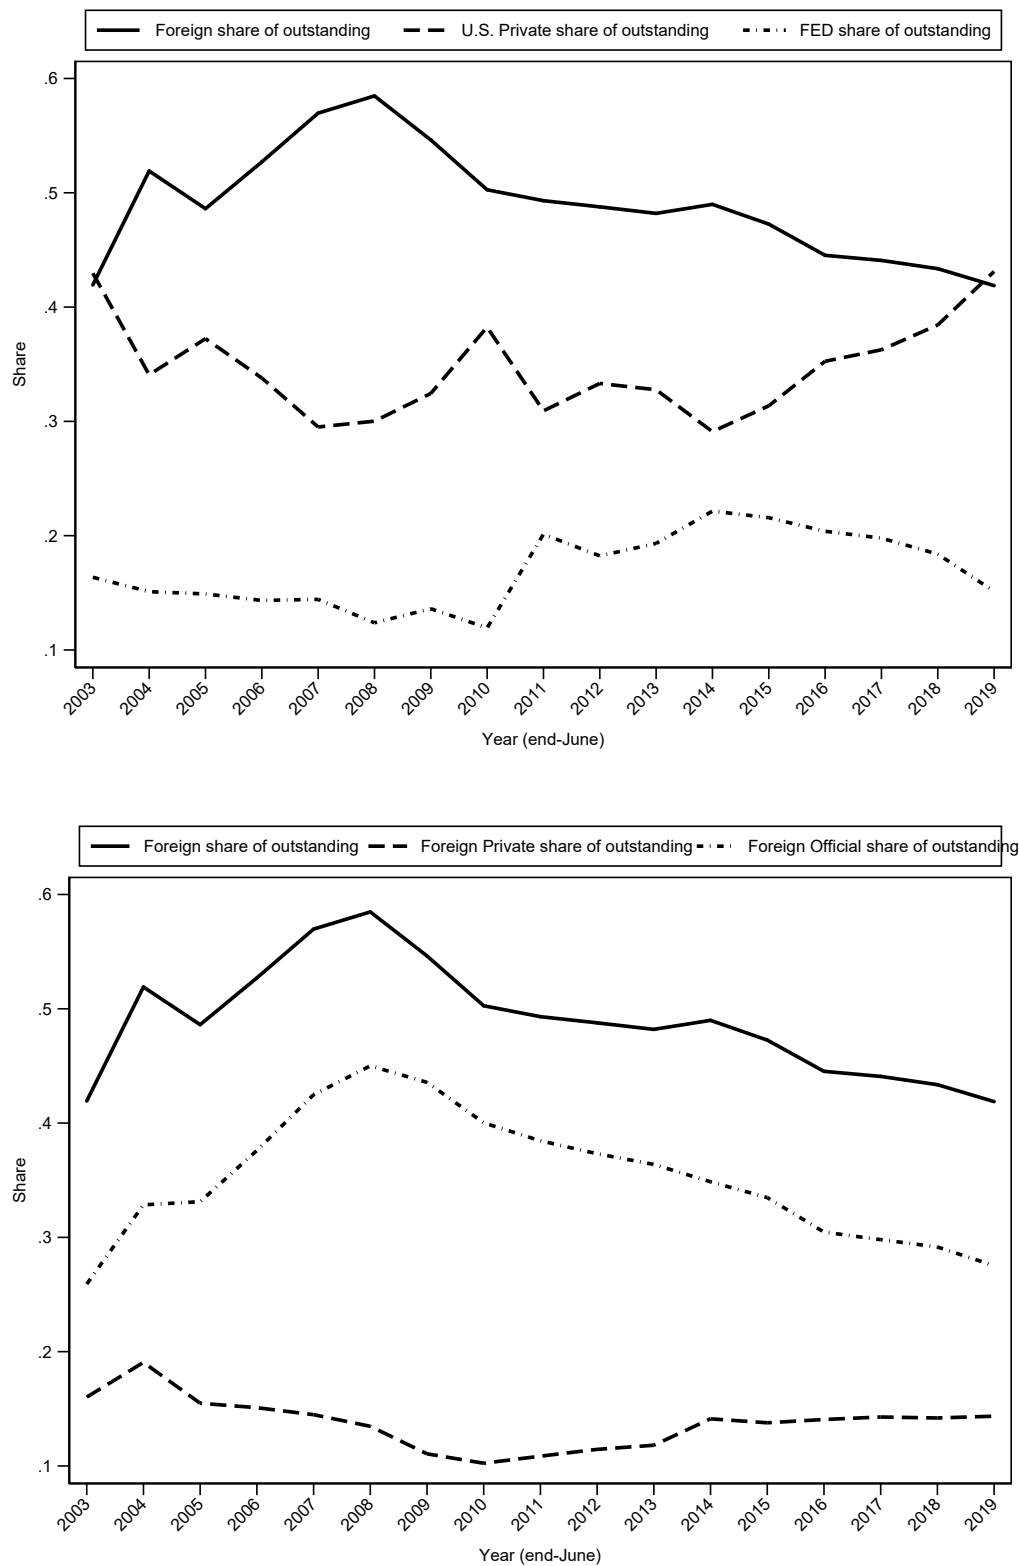 Foreign share of outstanding U.S. Private share of outstanding FED share of outstanding
.6
.5
.4
.3
.2
.1
Share
2003 2004 2005 2006 2007 2008 2009 2010 2011 2012 2013 2014 2015 2016 2017 2018 2019
Year (end-June)
Foreign share of outstanding Foreign Private share of outstanding Foreign Official share of outstanding
.6
.5
.4
.3
.2
.1
Share
2003 2004 2005 2006 2007 2008 2009 2010 2011 2012 2013 2014 2015 2016 2017 2018 2019
Year (end-June)